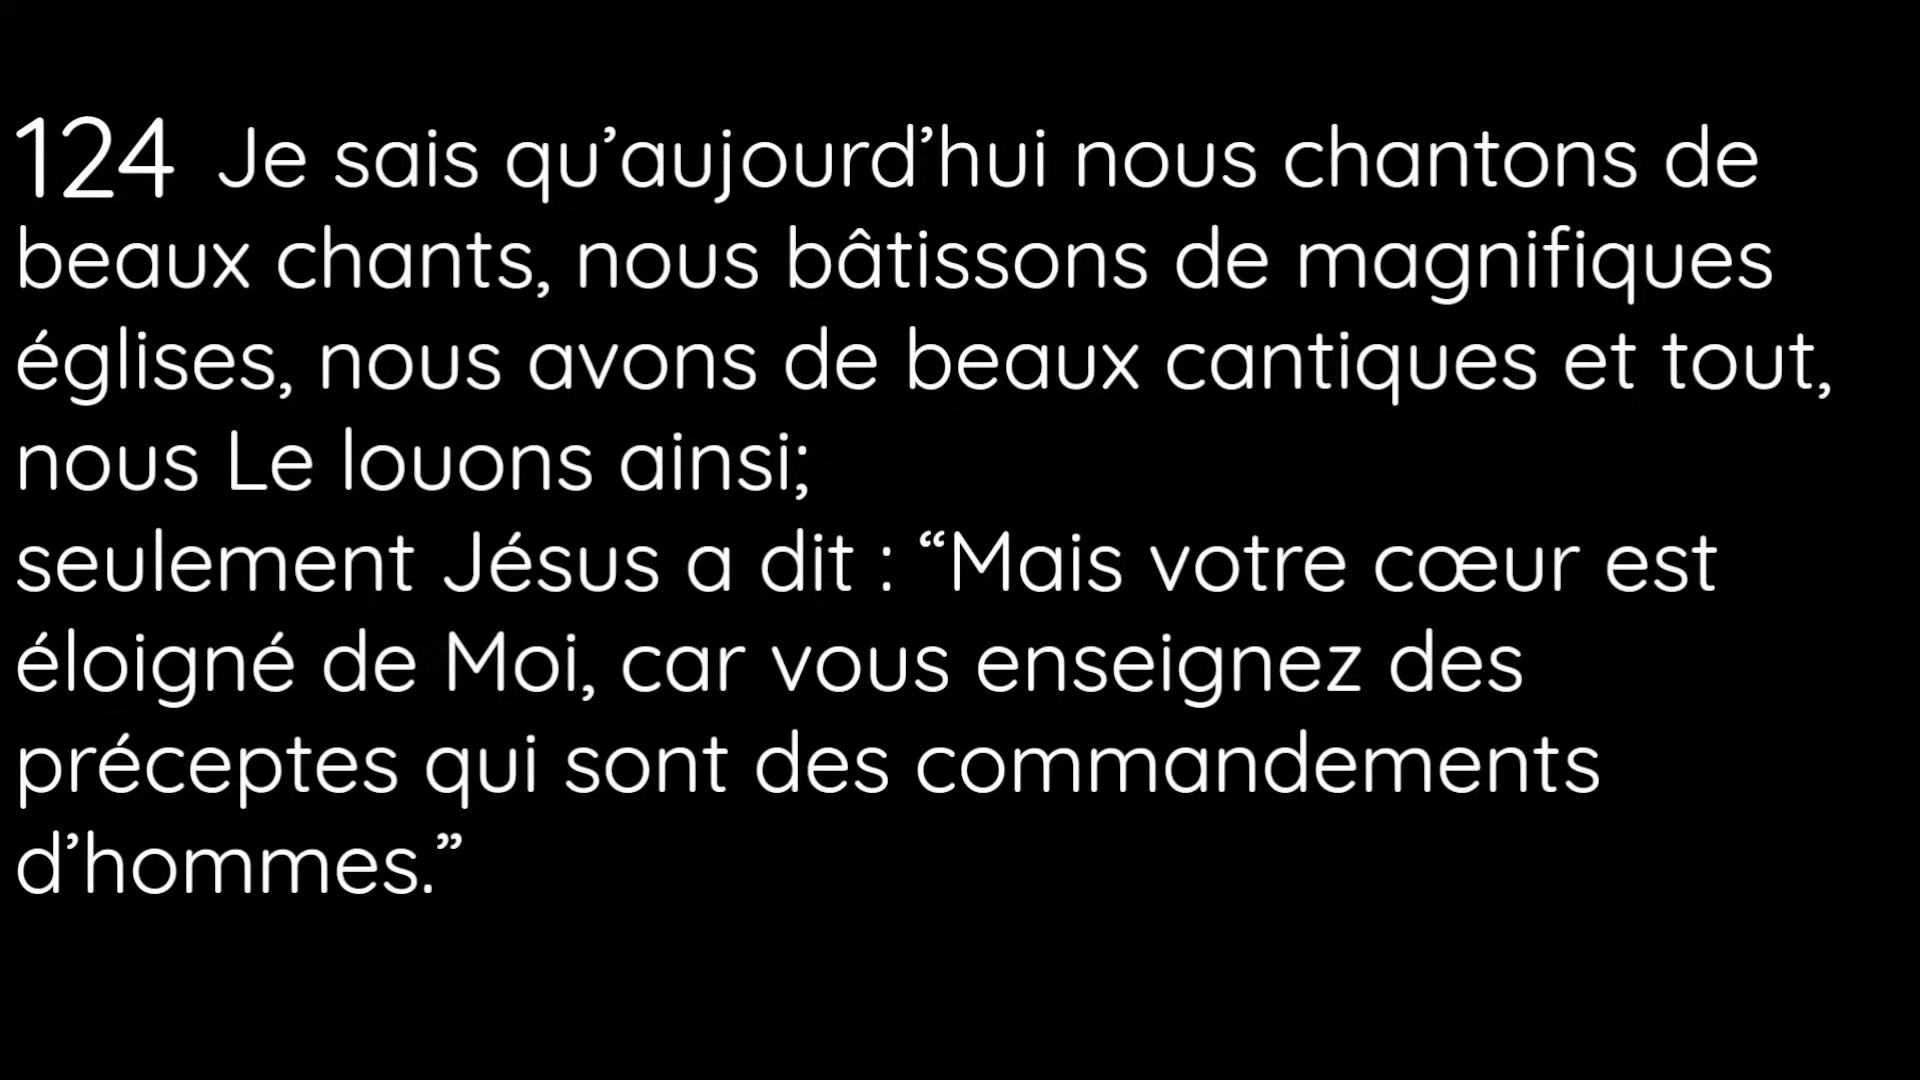 124 Je sais qu’aujourd’hui nous chantons de
beaux chants, nous bâtissons de magnifiques
églises, nous avons de beaux cantiques et tout,
nous Le louons ainsi;
seulement Jésus a dit : “Mais votre cœur est
éloigné de Moi, car vous enseignez des
préceptes qui sont des commandements
d’hommes.”